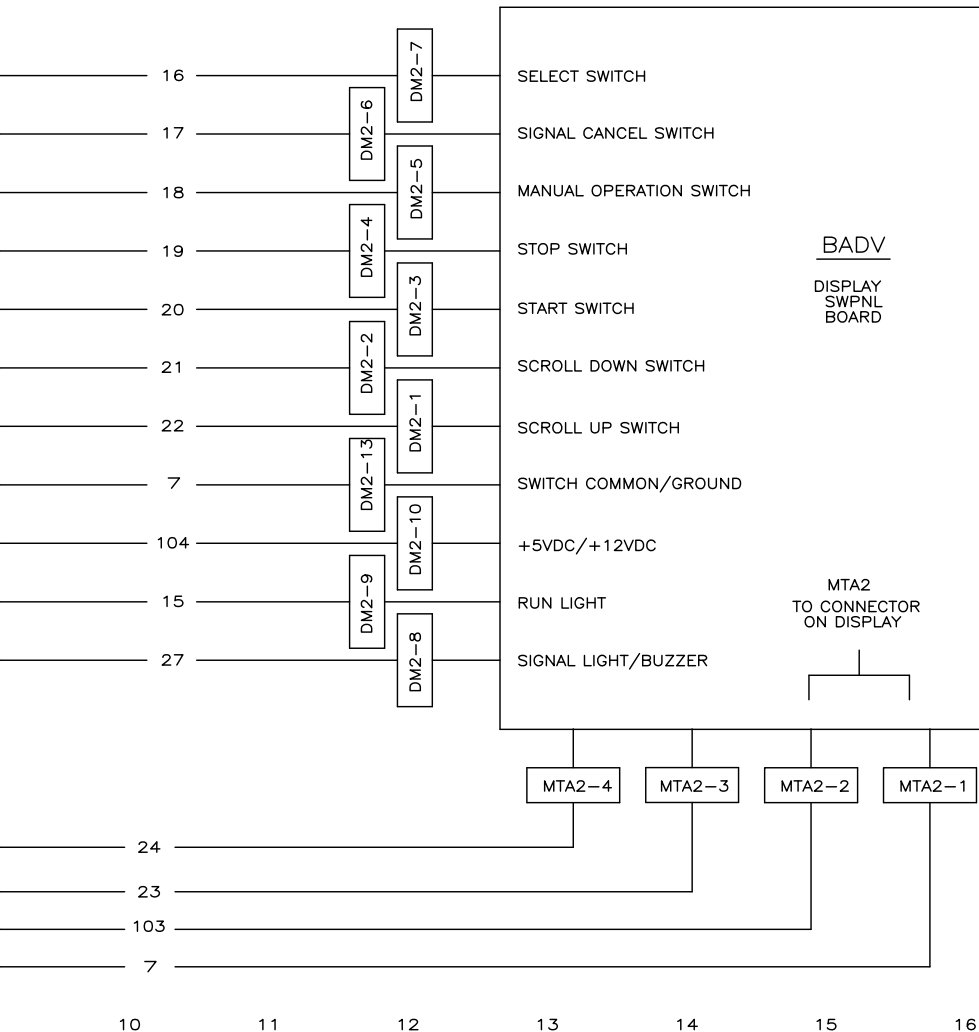 16 DM2-7 SELECT SWITCH
17 DM2-6 SIGNAL CANCEL SWITCH
18 DM2-5 MANUAL OPERATION SWITCH
19 DM2-4 STOP SWITCH
20 DM2-3 START SWITCH
21 DM2-2 SCROLL DOWN SWITCH
22 DM2-1 SCROLL UP SWITCH
7 DM2-13 SWITCH COMMON/GROUND
104 DM2-10 +5VDC/+12VDC
15 DM2-9 RUN LIGHT
27 DM2-8 SIGNAL LIGHT/BUZZER
BADV
DISPLAY
SWPNL
BOARD
MTA2
TO CONNECTOR
ON DISPLAY
MTA2-4 MTA2-3 MTA2-2 MTA2-1
24
23
103
7
10 11 12 13 14 15 16